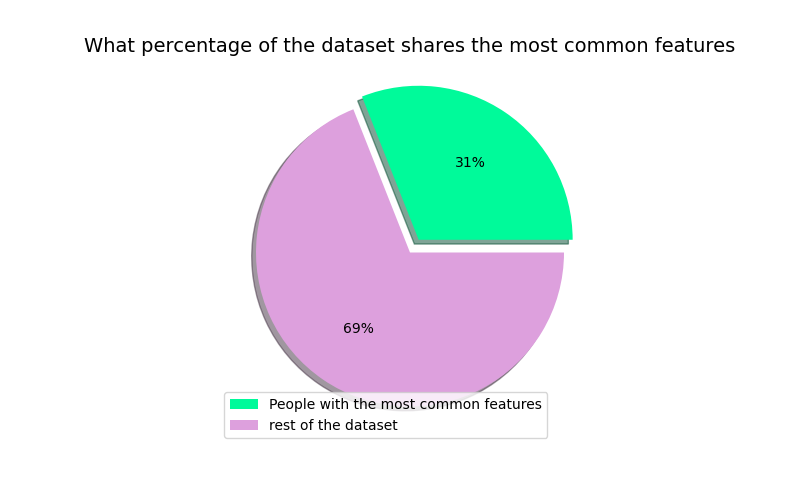 What percentage of the dataset shares the most common features
31%
69%
People with the most common features
rest of the dataset